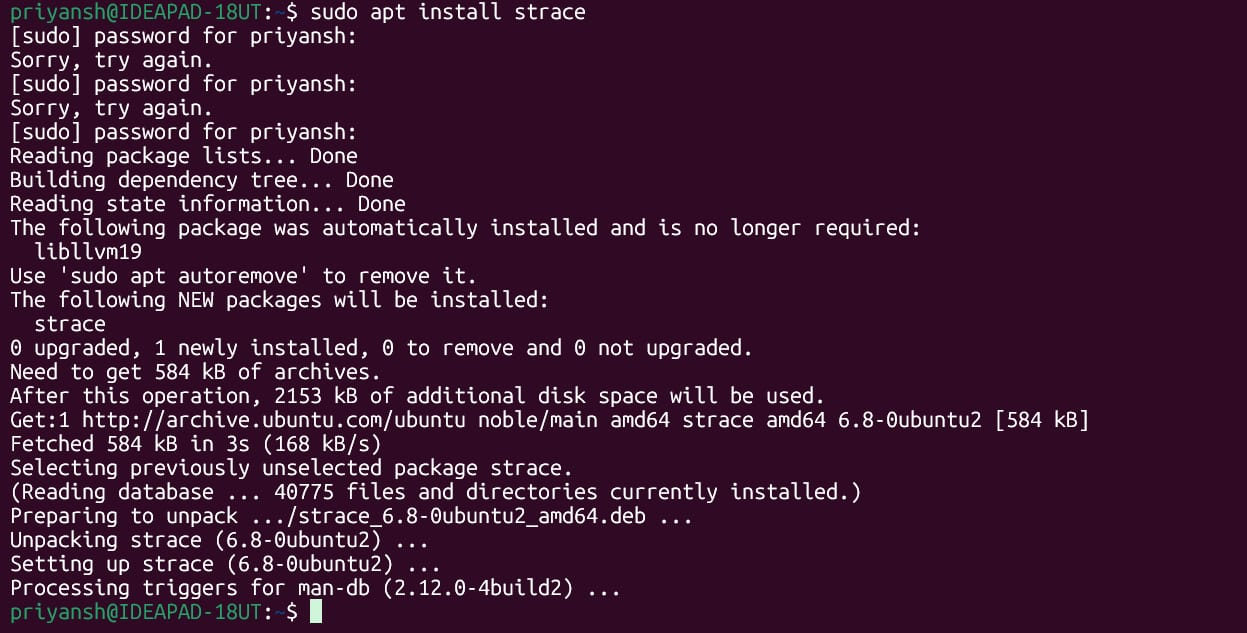 priyansh@IDEAPAD-18UT:~$ sudo apt install strace
[sudo] password for priyansh:
Sorry, try again.
[sudo] password for priyansh:
Sorry, try again.
[sudo] password for priyansh:
Reading package lists... Done
Building dependency tree... Done
Reading state information... Done
The following package was automatically installed and is no longer required:
  libllvm19
Use 'sudo apt autoremove' to remove it.
The following NEW packages will be installed:
  strace
0 upgraded, 1 newly installed, 0 to remove and 0 not upgraded.
Need to get 584 kB of archives.
After this operation, 2153 kB of additional disk space will be used.
Get:1 http://archive.ubuntu.com/ubuntu noble/main amd64 strace amd64 6.8-0ubuntu2 [584 kB]
Fetched 584 kB in 3s (168 kB/s)
Selecting previously unselected package strace.
(Reading database ... 40775 files and directories currently installed.)
Preparing to unpack .../strace_6.8-0ubuntu2_amd64.deb ...
Unpacking strace (6.8-0ubuntu2) ...
Setting up strace (6.8-0ubuntu2) ...
Processing triggers for man-db (2.12.0-4build2) ...
priyansh@IDEAPAD-18UT:~$